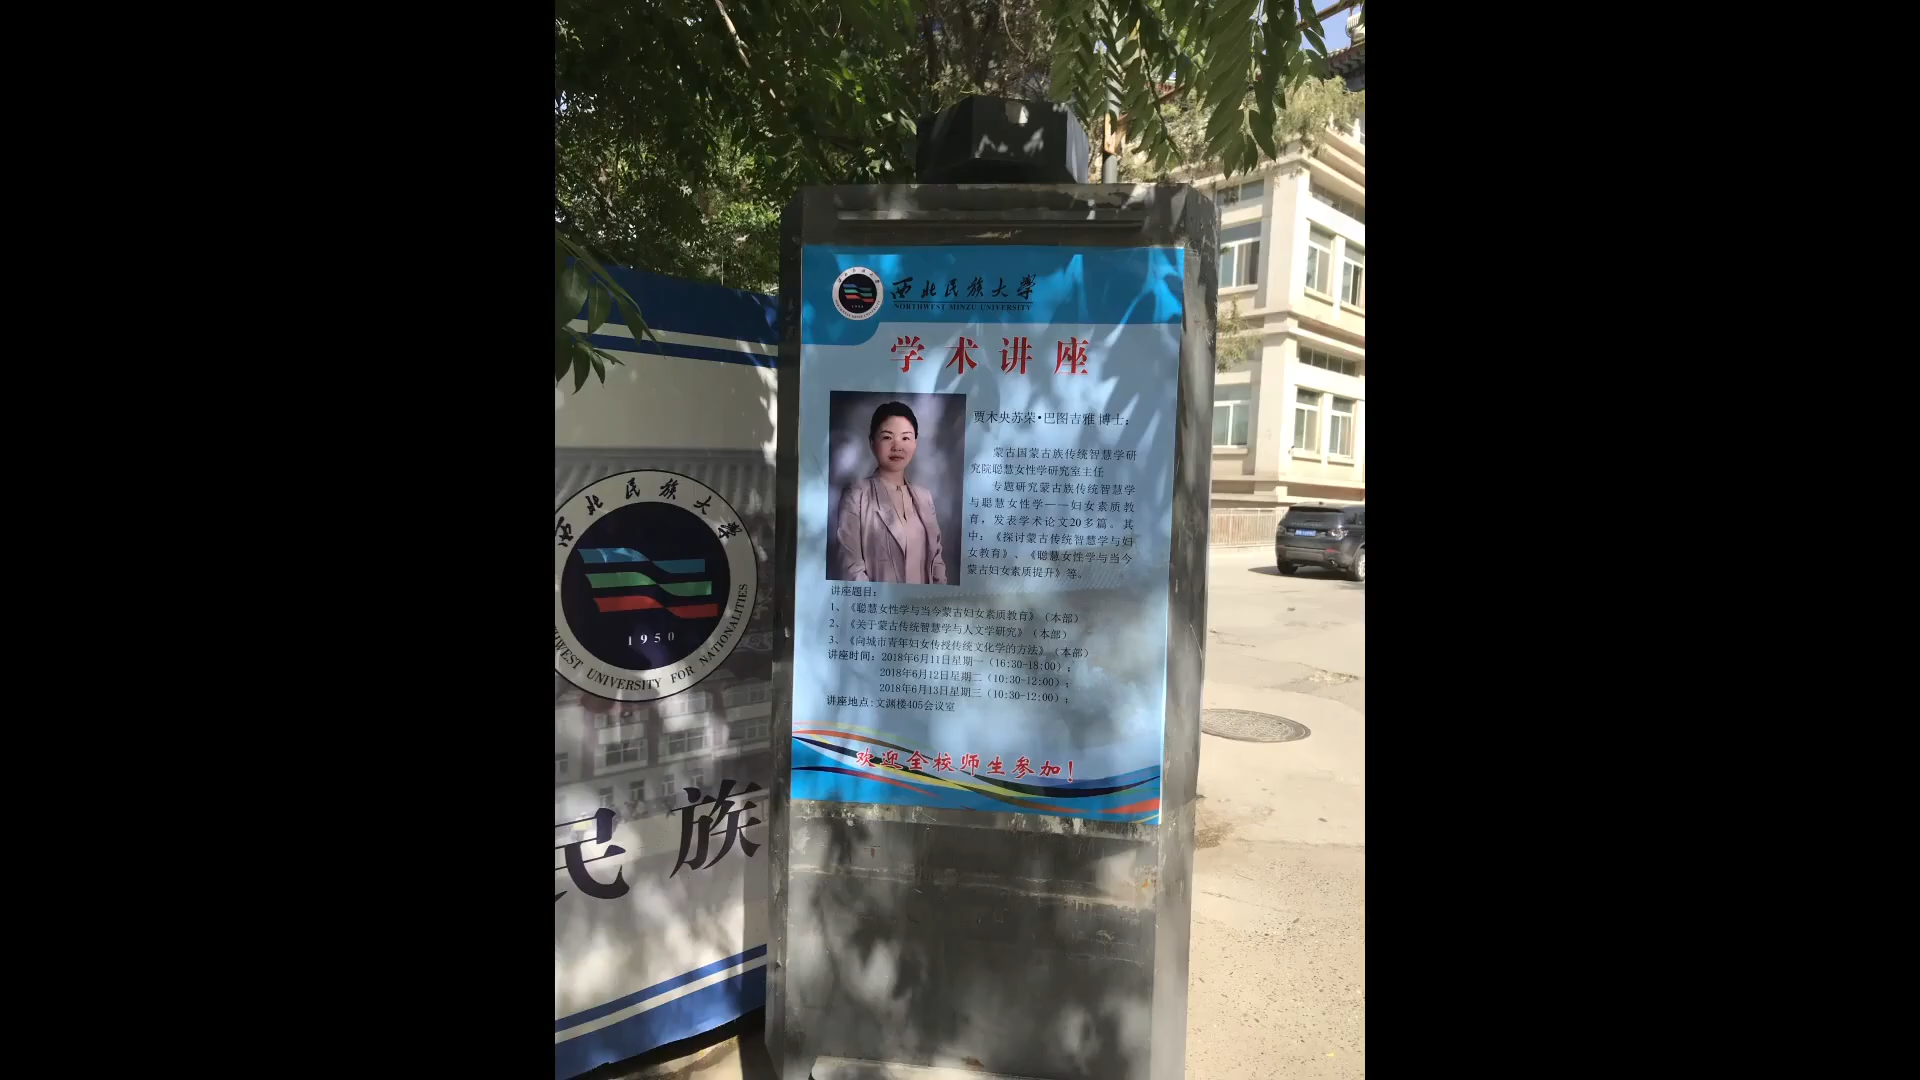 西北民族大学
NORTHWEST MINZU UNIVERSITY
学术讲座
贾木央苏荣•巴图吉雅 博士：
蒙古国蒙古族传统智慧学研
究院聪慧女性学研究室主任
专题研究蒙古族传统智慧学
与聪慧女性学——妇女素质教
育，发表学术论文20多篇。其
中：《探讨蒙古传统智慧学与妇
女教育》、《聪慧女性学与当今
蒙古妇女素质提升》等。
讲座题目：
1、《聪慧女性学与当今蒙古妇女素质教育》（本部）
2、《关于蒙古传统智慧学与人文学研究》（本部）
3、《向城市青年妇女传授传统文化学的方法》（本部）
讲座时间：2018年6月11日星期一（16:30-18:00）；
2018年6月12日星期二（10:30-12:00）；
2018年6月13日星期三（10:30-12:00）；
讲座地点:文渊楼405会议室
欢迎全校师生参加！
西北民族大学
1950
HWEST UNIVERSITY FOR NATIONALITIES
民族